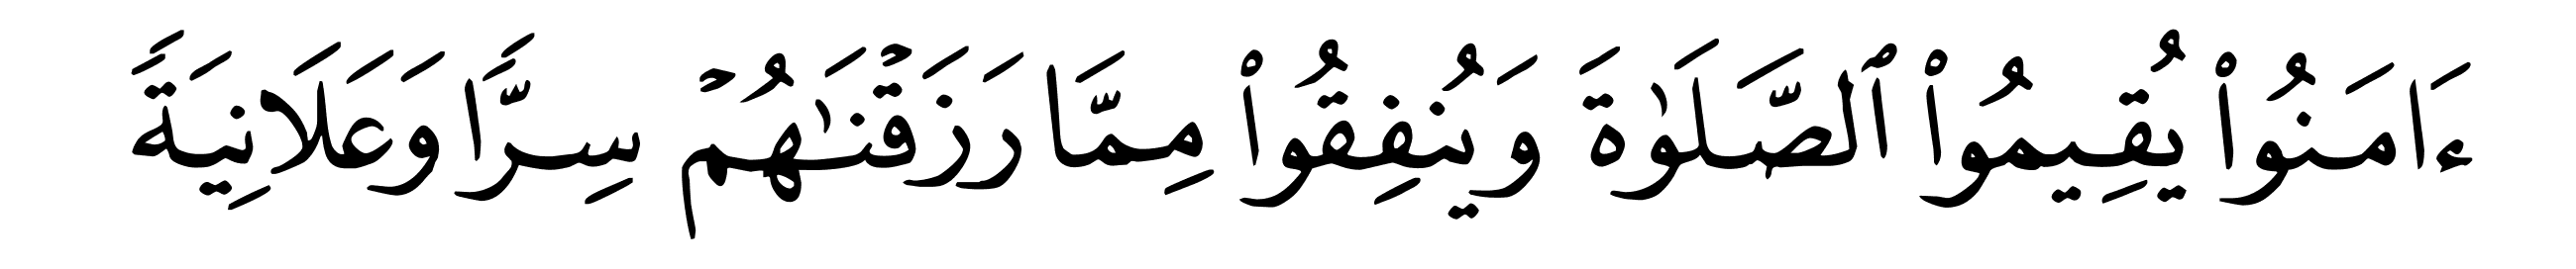 ءَامَنُوا۟ يُقِيمُوا۟ ٱلصَّلَوٰةَ وَيُنفِقُوا۟ مِمَّا رَزَقْنَـٰهُمْ سِرًّا وَعَلَانِيَةً